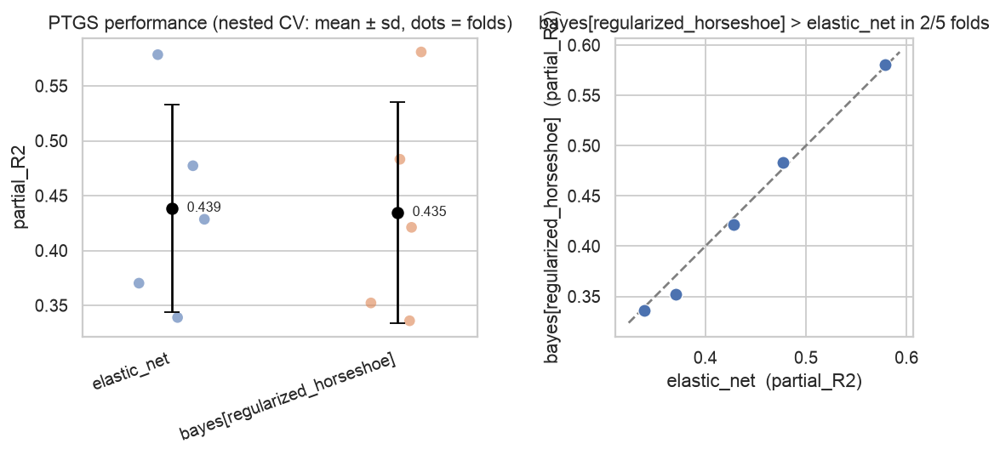 PTGS performance (nested CV: mean ± sd, dots = folds)
partial_R2
0.55
0.50
0.45
0.40
0.35
0.439
0.435
elastic_net
bayes[regularized_horseshoe]
bayes[regularized_horseshoe] > elastic_net in 2/5 folds
bayes[regularized_horseshoe]  (partial_R2)
0.60
0.55
0.50
0.45
0.40
0.35
0.4
0.5
0.6
elastic_net  (partial_R2)